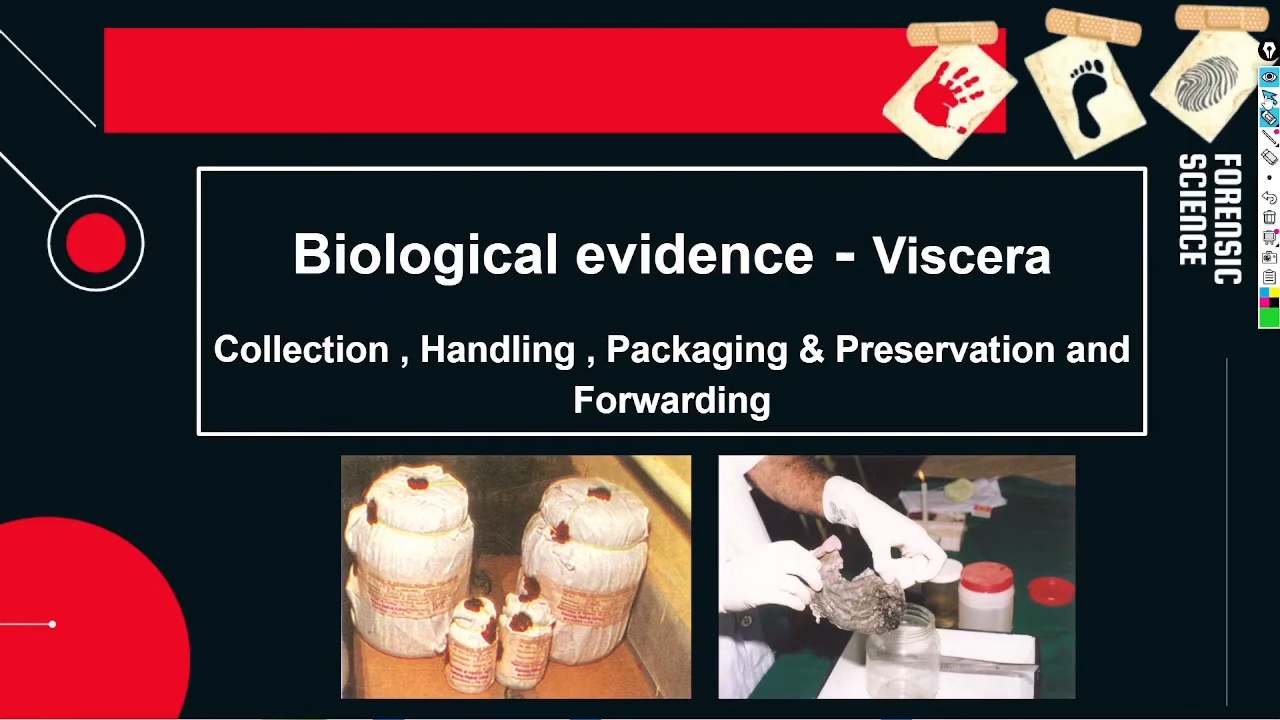 Biological evidence - Viscera
Collection , Handling , Packaging & Preservation and
Forwarding
FORENSIC
SCIENCE